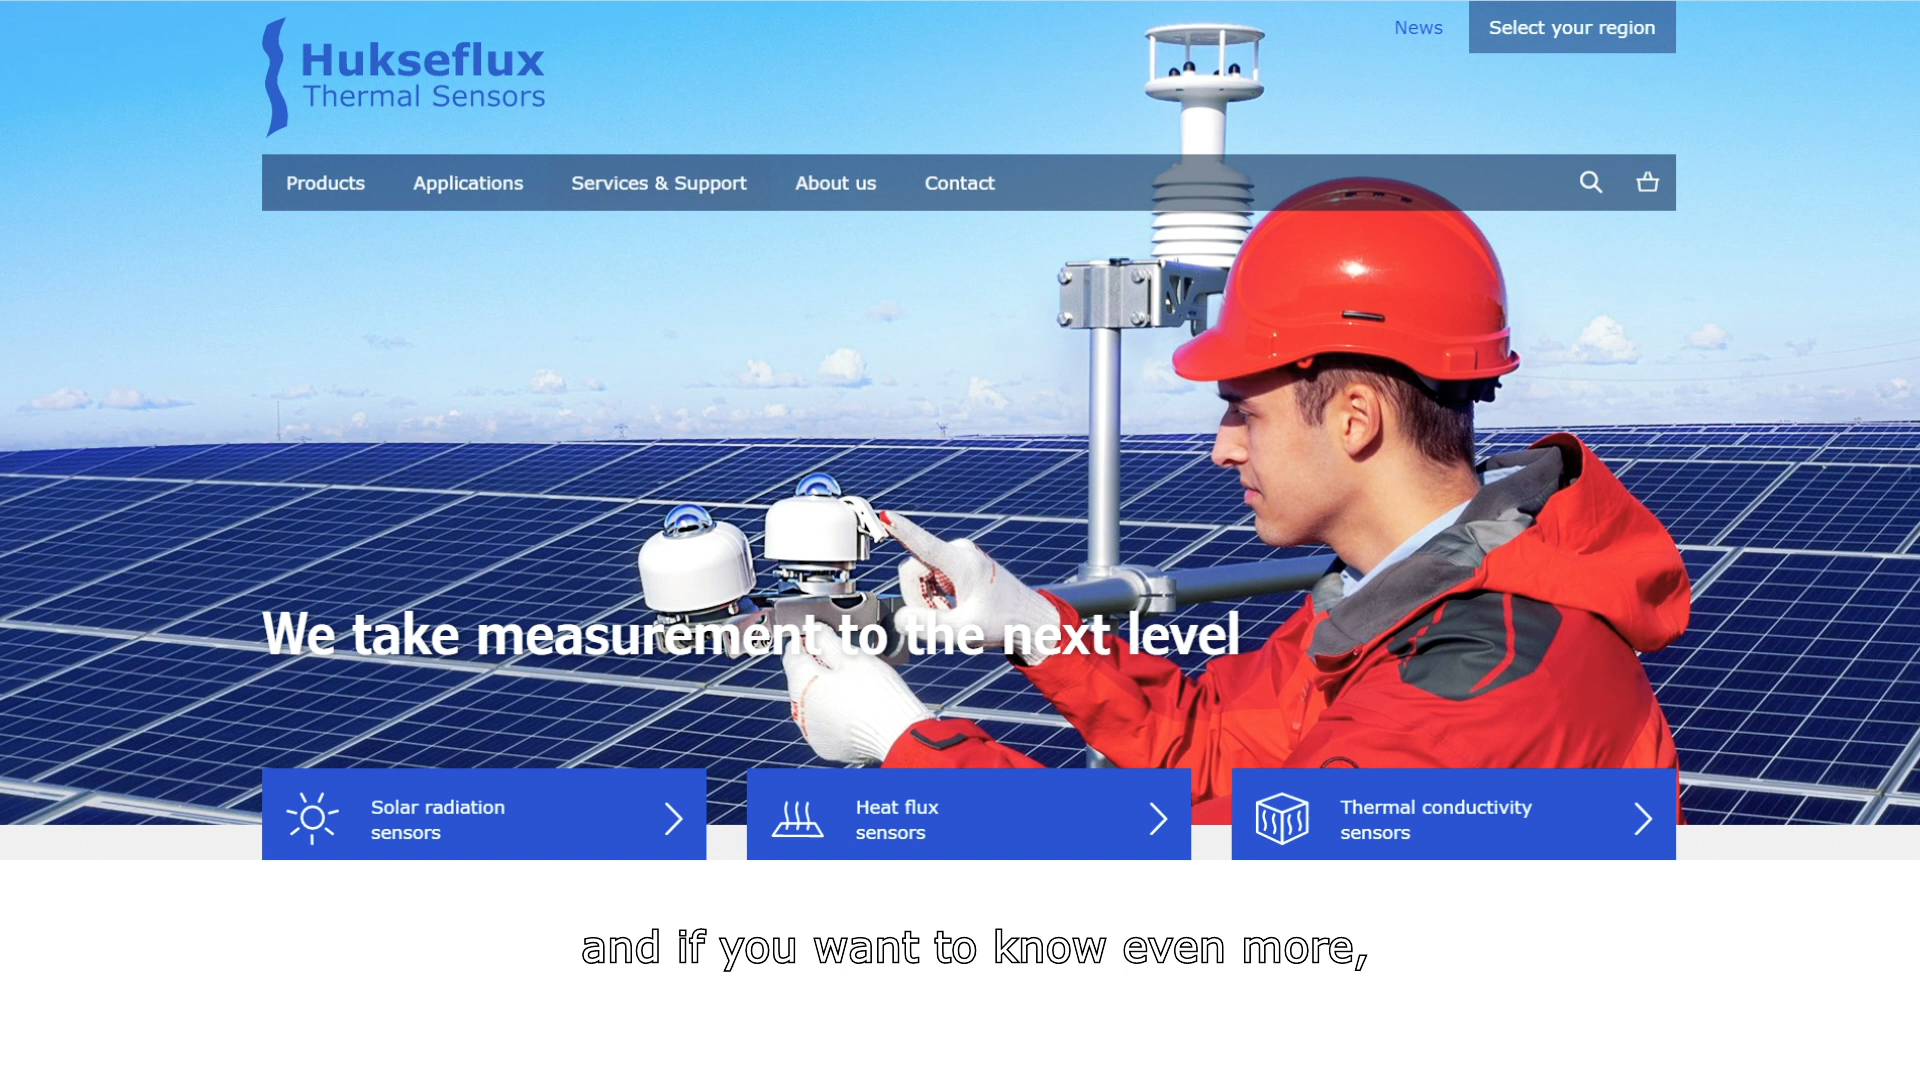 Hukseflux
Thermal Sensors
News
Select your region
Products
Applications
Services & Support
About us
Contact
We take measurement to the next level
Solar radiation
sensors
Heat flux
sensors
Thermal conductivity
sensors
and if you want to know even more,